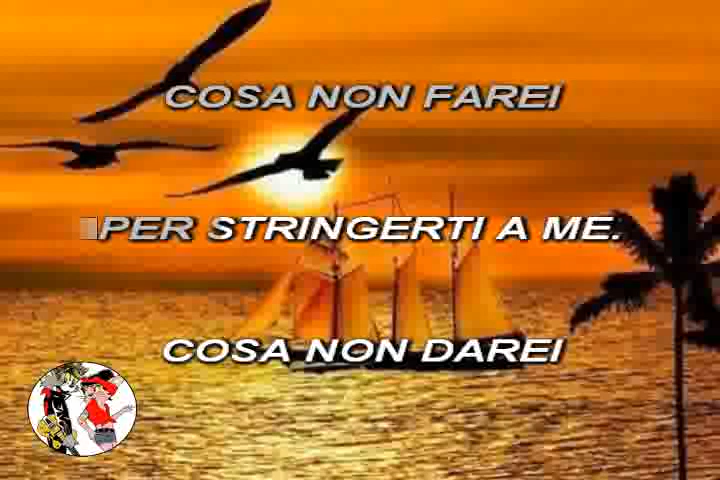 COSA NON FAREI
PER STRINGERTI A ME.
COSA NON DAREI